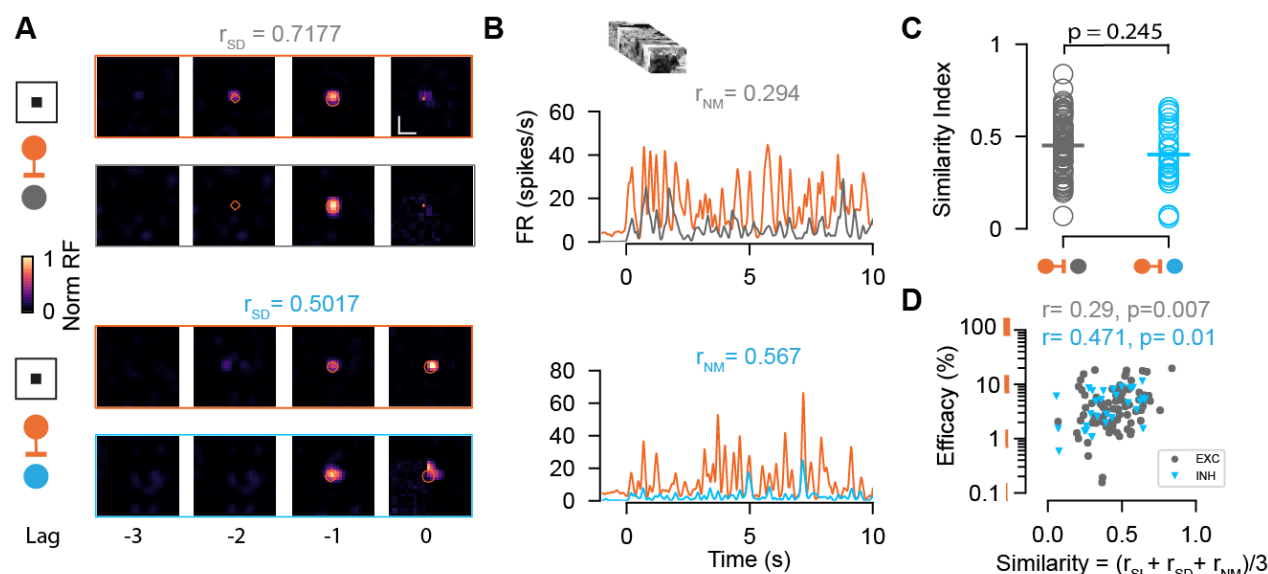 A
r_SD = 0.7177
Norm RF
1
0
r_SD= 0.5017
Lag
-3
-2
-1
0
B
r_NM = 0.294
FR (spikes/s)
60
40
20
0
0
5
10
r_NM= 0.567
80
60
40
20
0
0
5
10
Time (s)
C
p = 0.245
Similarity Index
1
0.5
0
D
r= 0.29, p=0.007
r= 0.471, p= 0.01
Efficacy (%)
100
10
1
0.1
EXC
INH
0.0
0.5
1.0
Similarity = (r_SI + r_SD + r_NM)/3